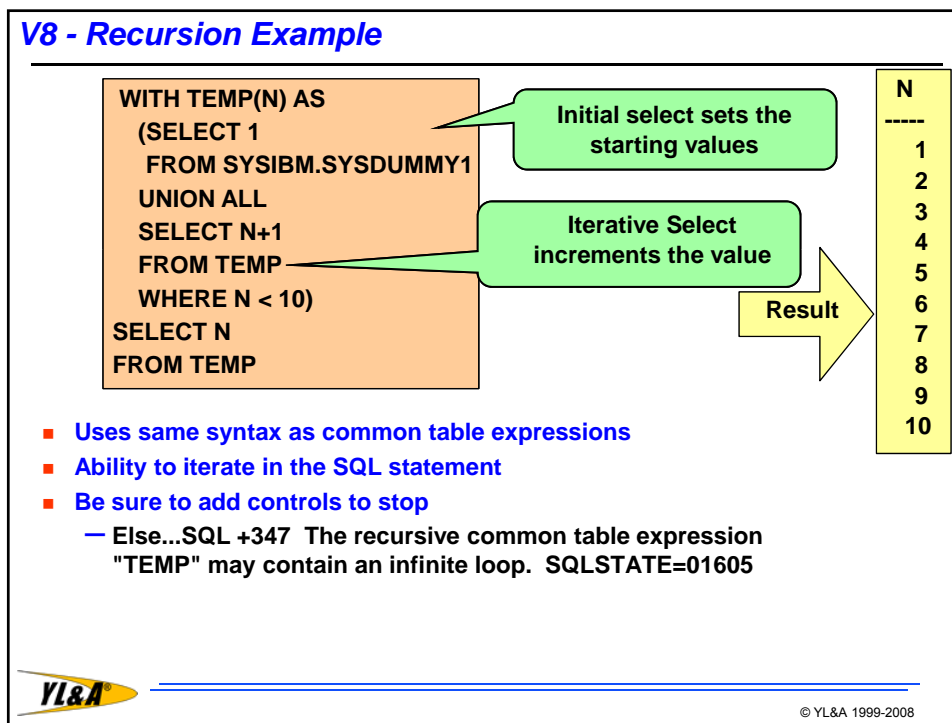 V8 - Recursion Example
WITH TEMP(N) AS
(SELECT 1
FROM SYSIBM.SYSDUMMY1
UNION ALL
SELECT N+1
FROM TEMP
WHERE N < 10)
SELECT N
FROM TEMP
Initial select sets the
starting values
Iterative Select
increments the value
Result
N
-----
1
2
3
4
5
6
7
8
9
10
Uses same syntax as common table expressions
Ability to iterate in the SQL statement
Be sure to add controls to stop
— Else...SQL +347 The recursive common table expression
"TEMP" may contain an infinite loop. SQLSTATE=01605
YL&A®
© YL&A 1999-2008